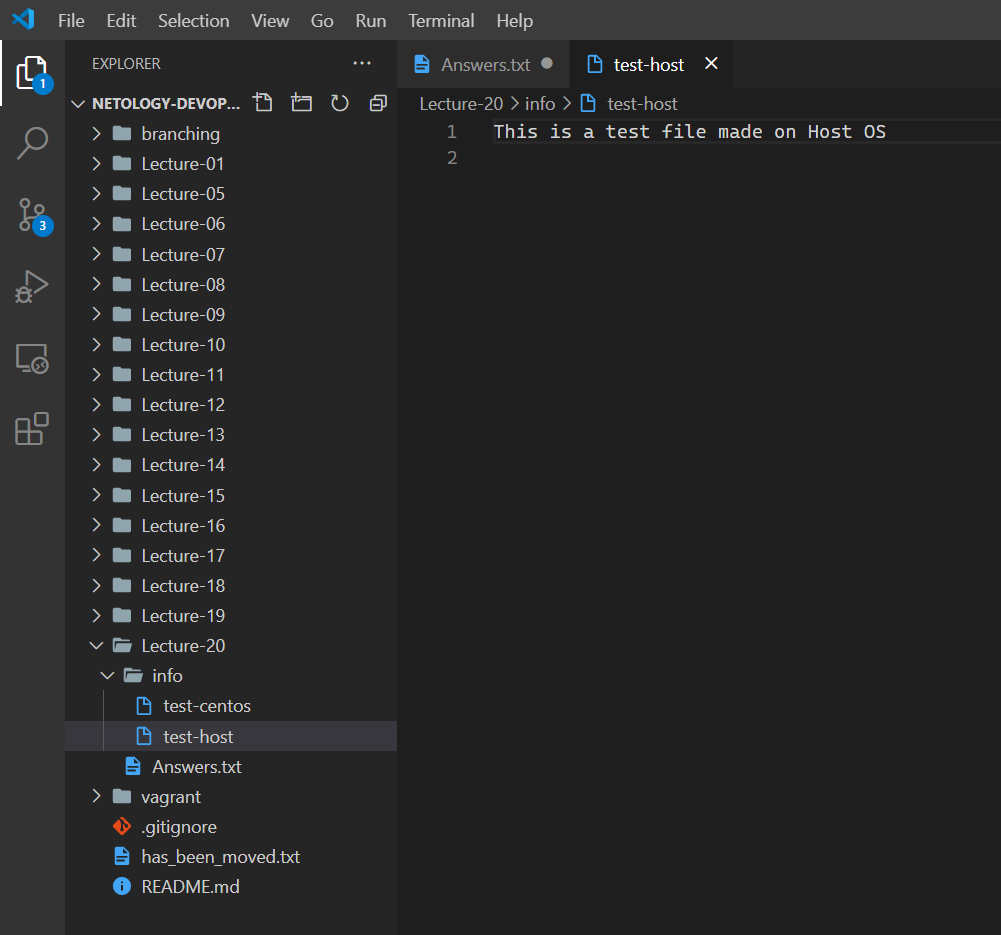 File Edit Selection View Go Run Terminal Help
EXPLORER ···
NETOLOGY-DEVOP...
branching
Lecture-01
Lecture-05
Lecture-06
Lecture-07
Lecture-08
Lecture-09
Lecture-10
Lecture-11
Lecture-12
Lecture-13
Lecture-14
Lecture-15
Lecture-16
Lecture-17
Lecture-18
Lecture-19
Lecture-20
info
test-centos
test-host
Answers.txt
vagrant
.gitignore
has_been_moved.txt
README.md
1
3
Answers.txt test-host
Lecture-20 > info > test-host
1 This is a test file made on Host OS
2